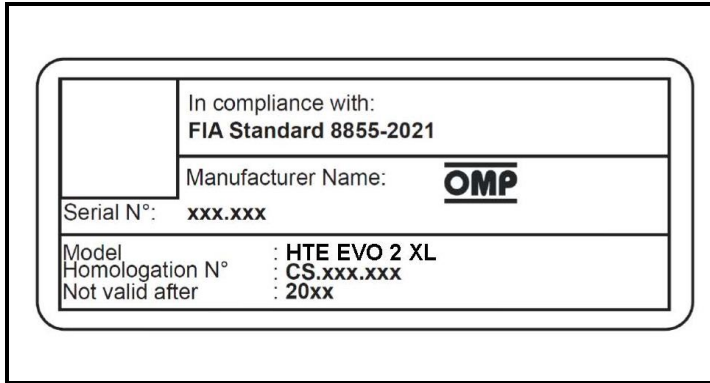 In compliance with:
FIA Standard 8855-2021
Manufacturer Name: OMP
Serial N°: xxx.xxx
Model : HTE EVO 2 XL
Homologation N° : CS.xxx.xxx
Not valid after : 20xx